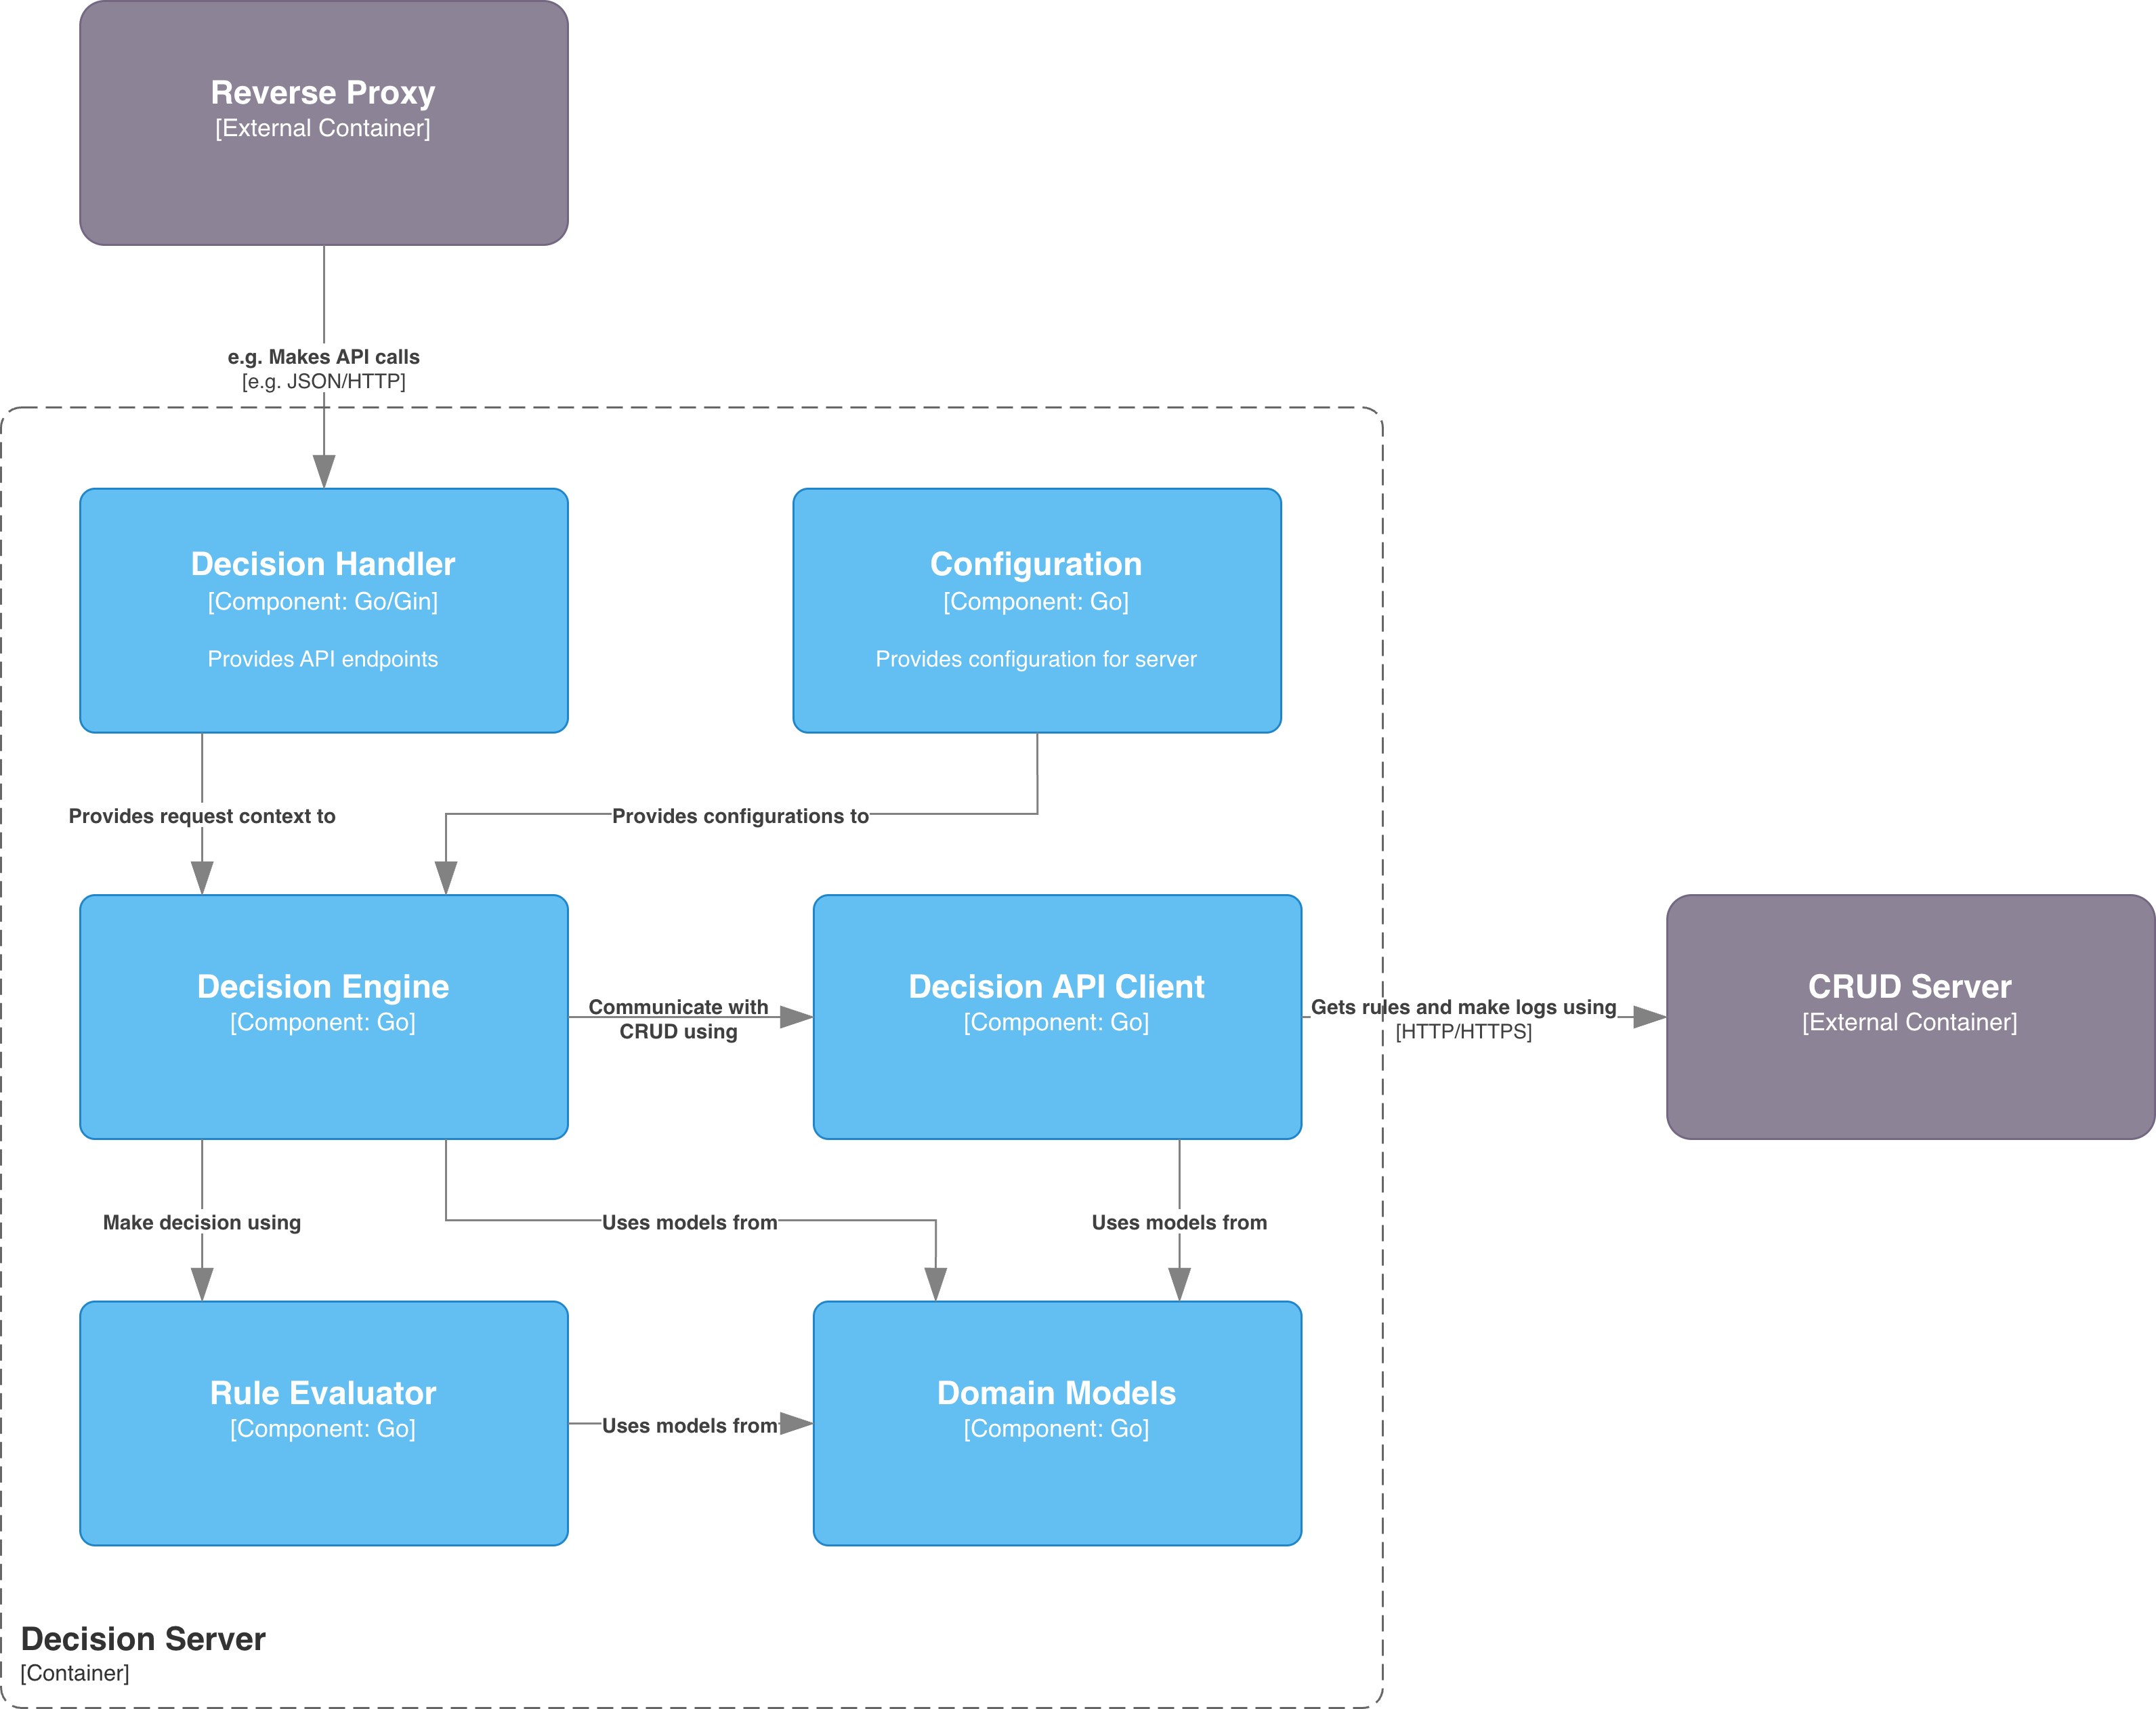 Reverse Proxy
[External Container]
e.g. Makes API calls
[e.g. JSON/HTTP]
Decision Handler
[Component: Go/Gin]
Provides API endpoints
Configuration
[Component: Go]
Provides configuration for server
Provides request context to
Provides configurations to
Decision Engine
[Component: Go]
Communicate with
CRUD using
Decision API Client
[Component: Go]
Gets rules and make logs using
[HTTP/HTTPS]
CRUD Server
[External Container]
Make decision using
Uses models from
Uses models from
Rule Evaluator
[Component: Go]
Uses models from
Domain Models
[Component: Go]
Decision Server
[Container]